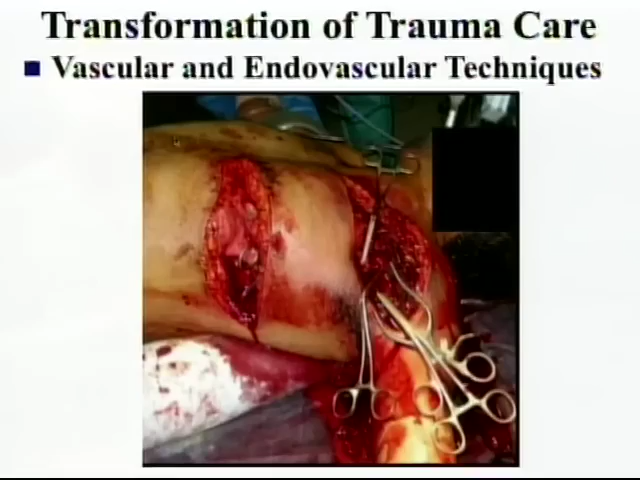 Transformation of Trauma Care
Vascular and Endovascular Techniques